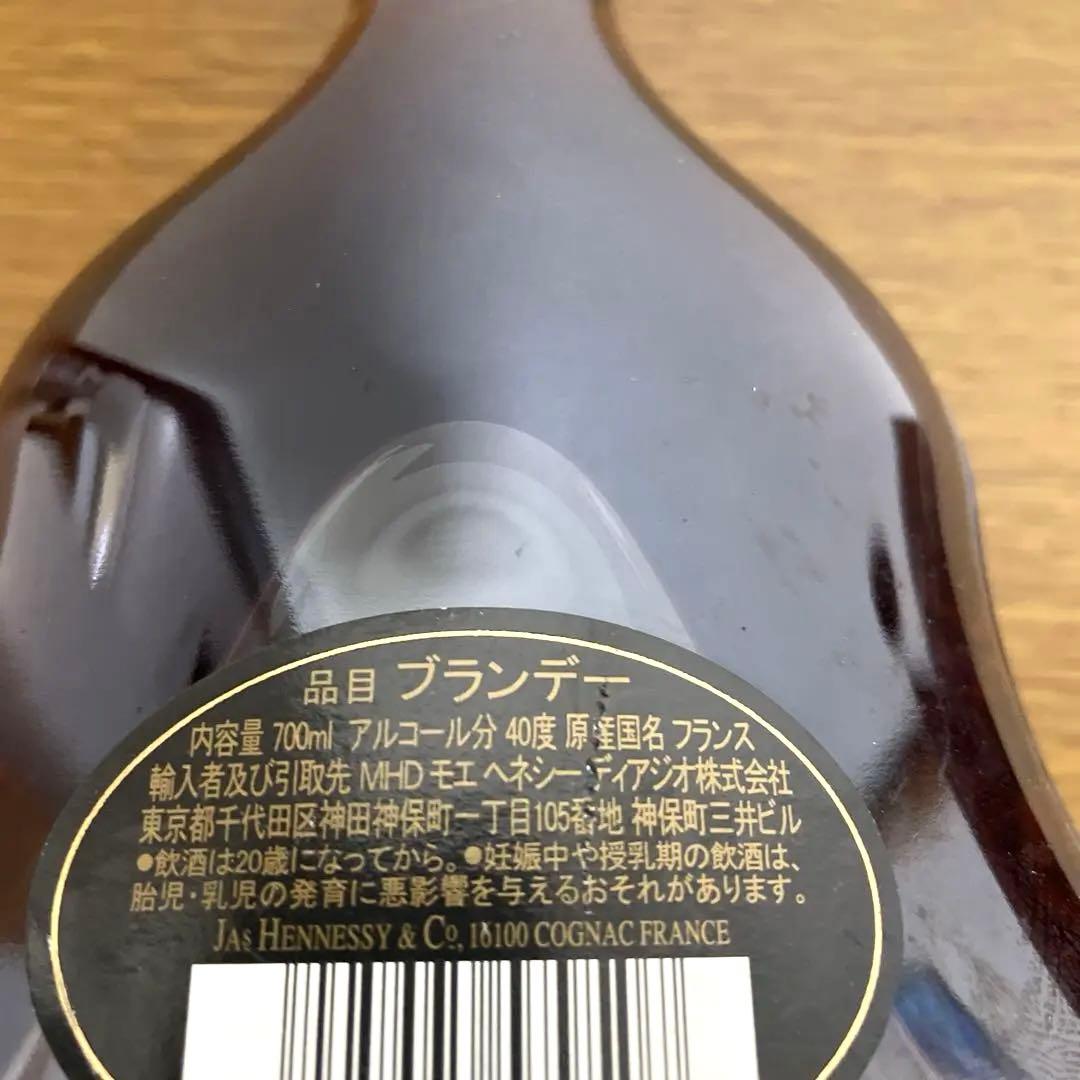 品目 ブランデー
内容量 700ml アルコール分 40度 原産国名 フランス
輸入者及び引取先 MHD モエ ヘネシー ディアジオ株式会社
東京都千代田区神田神保町一丁目105番地 神保町三井ビル
●飲酒は20歳になってから。●妊娠中や授乳期の飲酒は、
胎児・乳児の発育に悪影響を与えるおそれがあります。
JAS HENNESSY & Co, 16100 COGNAC FRANCE